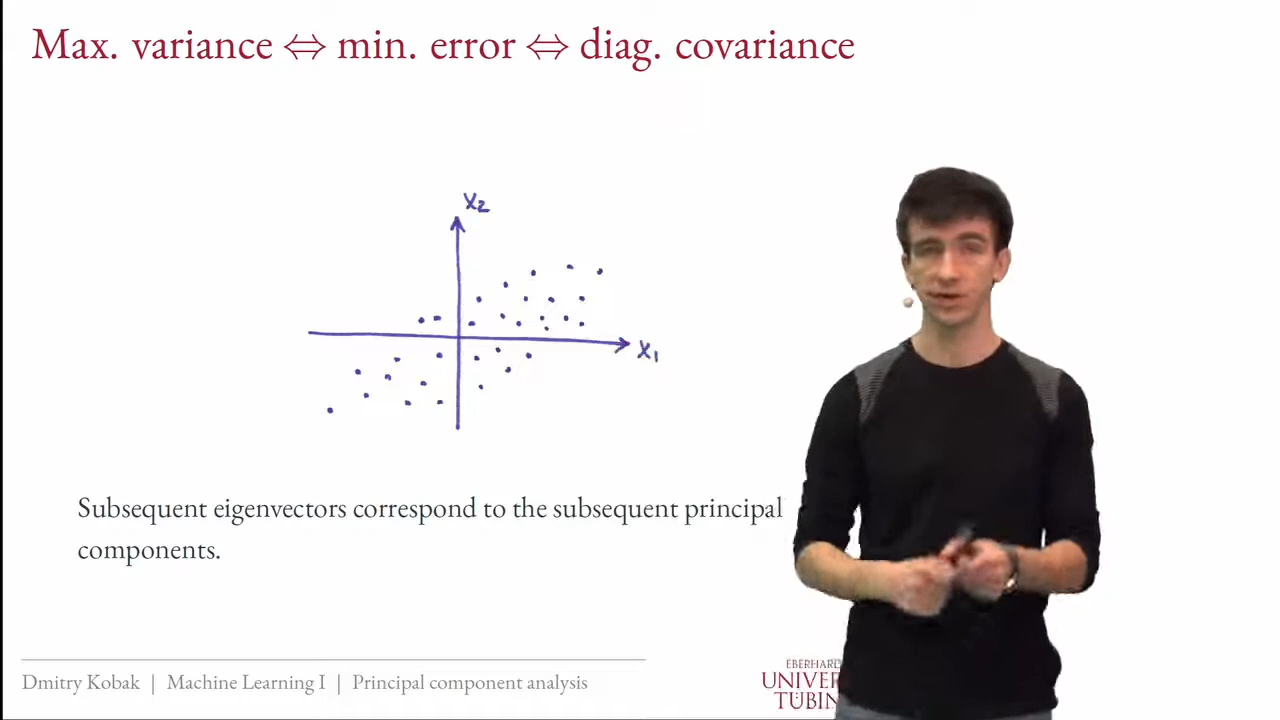 Max. variance ⇔ min. error ⇔ diag. covariance
x₂
x₁
Subsequent eigenvectors correspond to the subsequent principal
components.
Dmitry Kobak | Machine Learning I | Principal component analysis
EBERHARD
UNIVER
TÜBIN